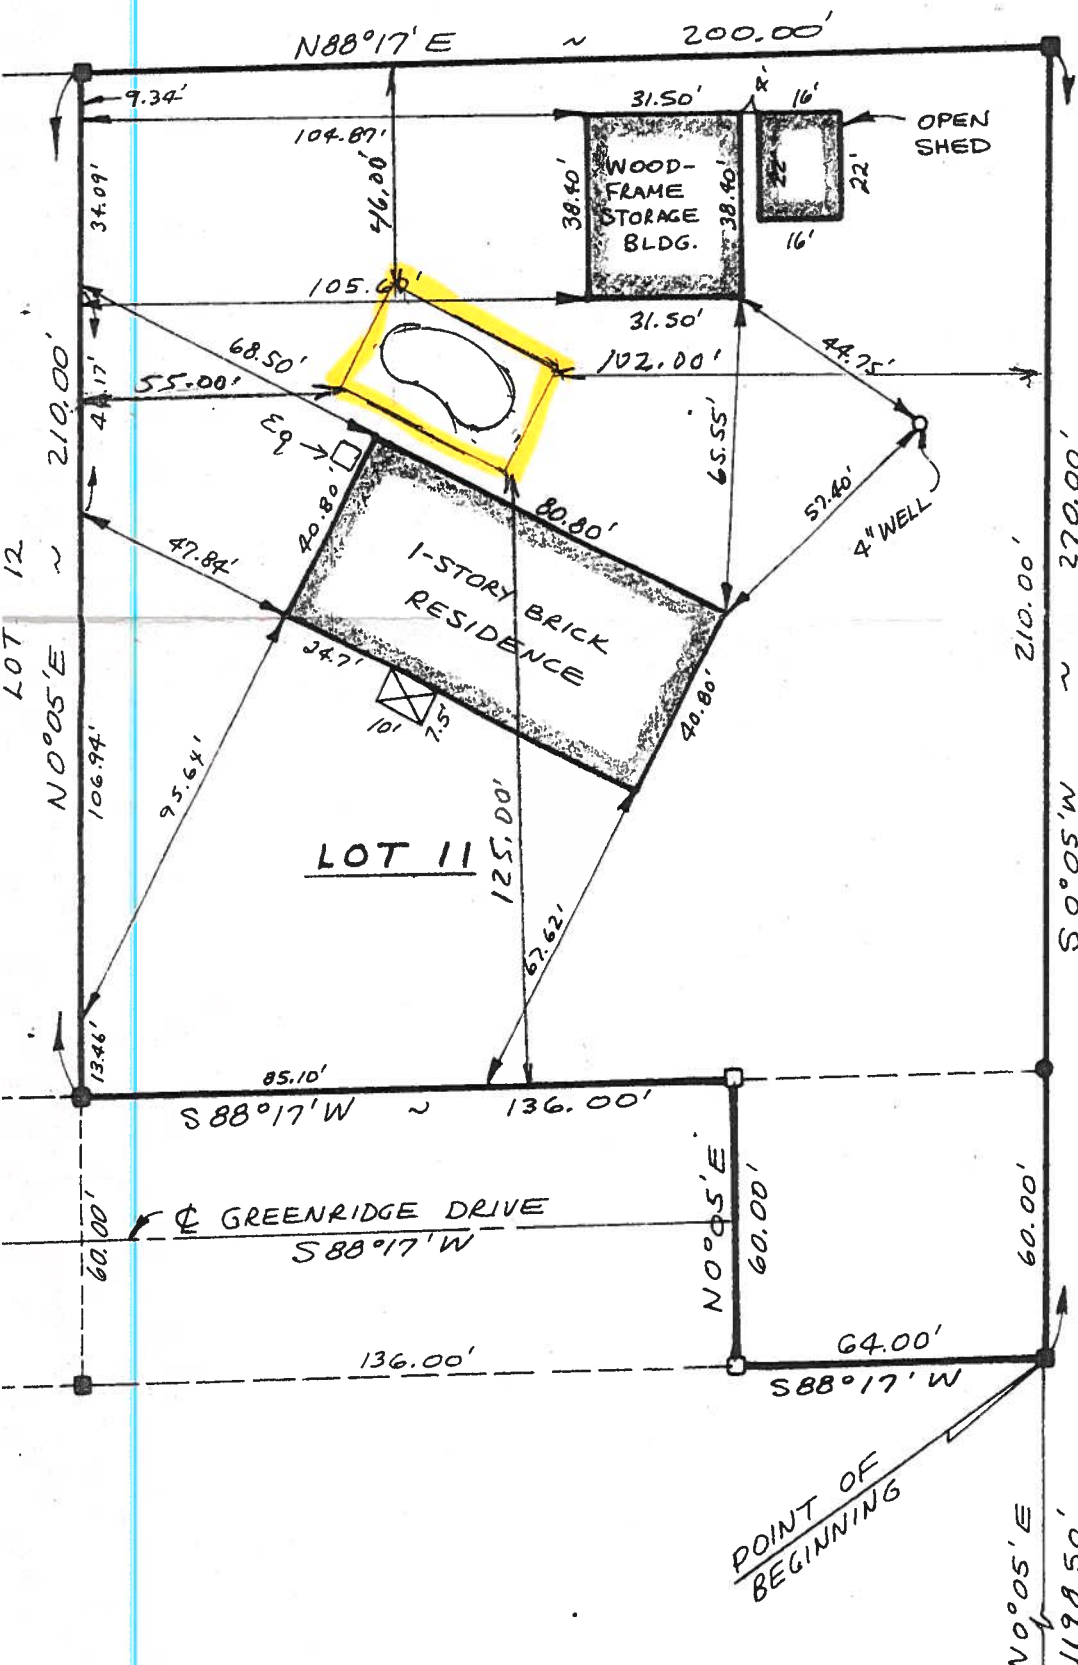 N88°17'E ~ 200.00'
9.34'
104.87'
31.50'
4'
16'
OPEN
SHED
34.09'
46.00'
38.40'
WOOD-
FRAME
STORAGE
BLDG.
38.40'
22'
22'
16'
105.60'
31.50'
68.50'
55.00'
102.00'
44.75'
Eq
65.55'
57.40'
4" WELL
40.80'
80.80'
47.84'
1-STORY BRICK
RESIDENCE
24.7'
10'
7.5'
40.80'
LOT 12
N0°05'E ~ 210.00'
106.94'
95.64'
LOT 11
125.00'
67.62'
210.00'
S0°05'W ~ 270.00'
13.46'
85.10'
S88°17'W ~ 136.00'
60.00'
℄ GREENRIDGE DRIVE
S88°17'W
N0°05'E
60.00'
60.00'
136.00'
64.00'
S88°17'W
POINT OF
BEGINNING
N0°05'E